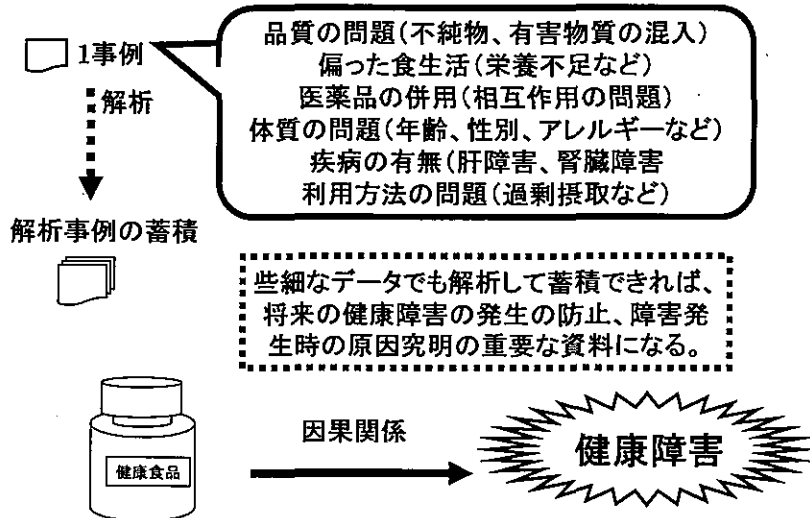 1事例
品質の問題(不純物、有害物質の混入)
偏った食生活(栄養不足など)
医薬品の併用(相互作用の問題)
体質の問題(年齢、性別、アレルギーなど)
疾病の有無(肝障害、腎臓障害
利用方法の問題(過剰摂取など)
解析
解析事例の蓄積
些細なデータでも解析して蓄積できれば、
将来の健康障害の発生の防止、障害発
生時の原因究明の重要な資料になる。
健康食品
因果関係
健康障害